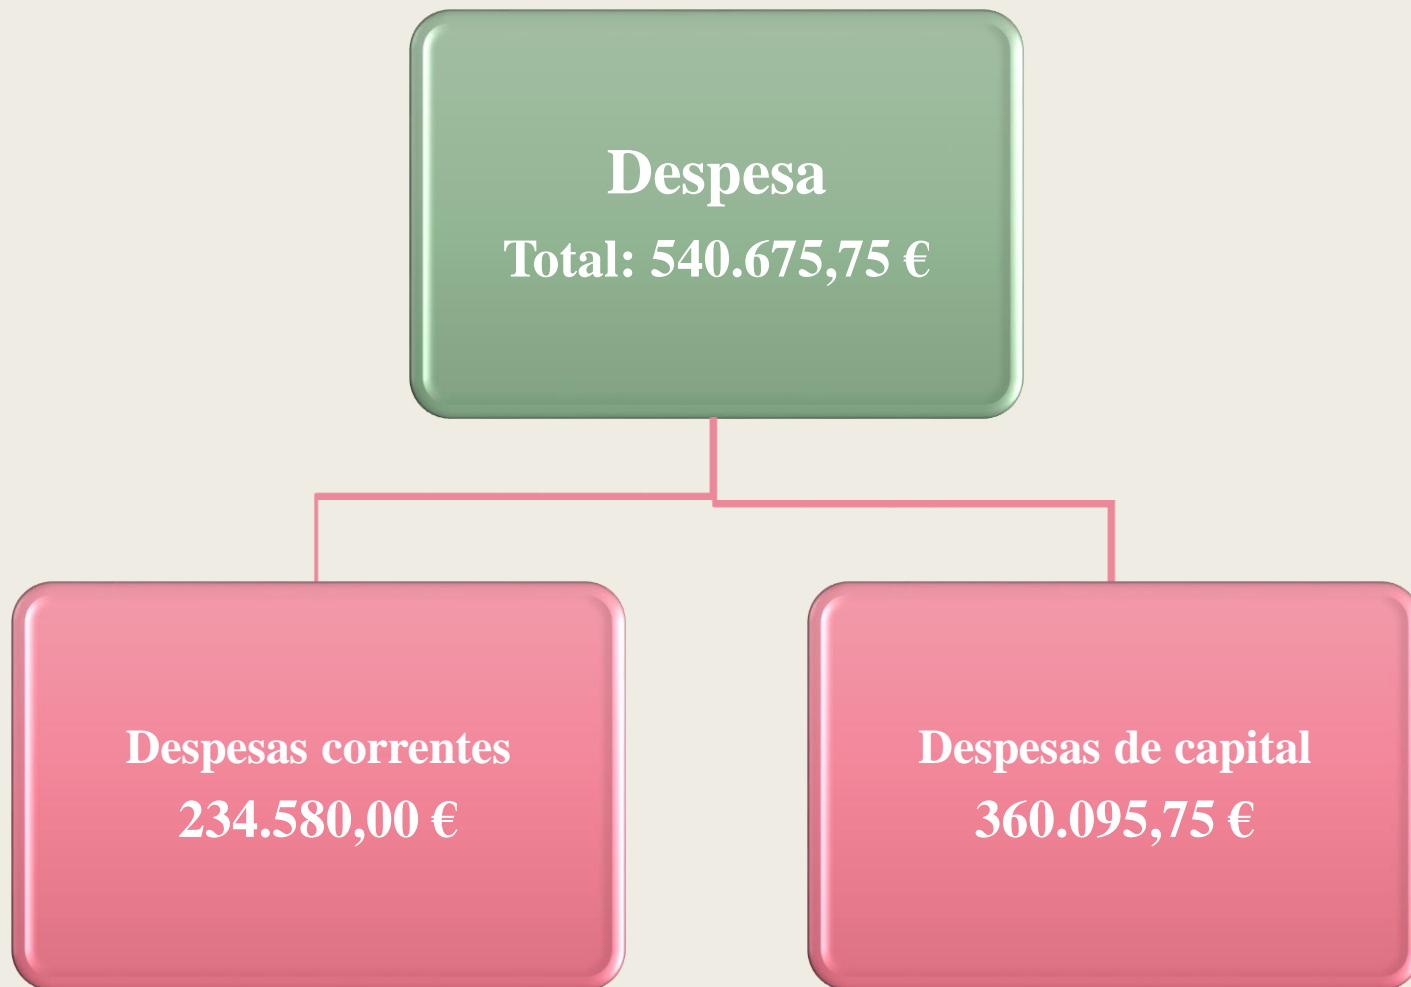 Despesa
Total: 540.675,75 €
Despesas correntes
234.580,00 €
Despesas de capital
360.095,75 €